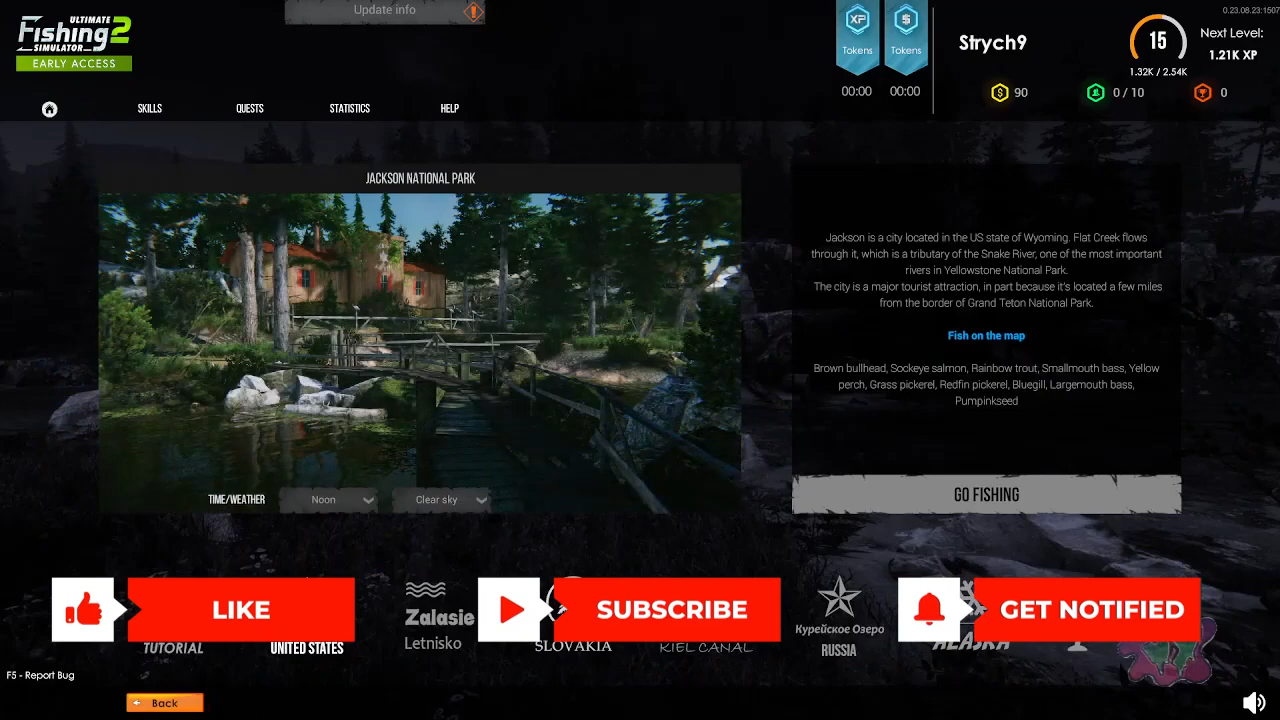 ULTIMATE
Fishing 2
SIMULATOR
EARLY ACCESS
Update info
XP
Tokens
00:00
$
Tokens
00:00
Strych9
15
1.32K / 2.54K
0.23.08.23:1507
Next Level:
1.21K XP
90
0 / 10
0
SKILLS
QUESTS
STATISTICS
HELP
JACKSON NATIONAL PARK
TIME/WEATHER
Noon
Clear sky
Jackson is a city located in the US state of Wyoming. Flat Creek flows
through it, which is a tributary of the Snake River, one of the most important
rivers in Yellowstone National Park.
The city is a major tourist attraction, in part because it's located a few miles
from the border of Grand Teton National Park.
Fish on the map
Brown bullhead, Sockeye salmon, Rainbow trout, Smallmouth bass, Yellow
perch, Grass pickerel, Redfin pickerel, Bluegill, Largemouth bass,
Pumpinkseed
GO FISHING
LIKE
SUBSCRIBE
GET NOTIFIED
TUTORIAL
UNITED STATES
Zalasie
Letnisko
SLOVAKIA
KIEL CANAL
Курейское Озеро
RUSSIA
ALASKA
F5 - Report Bug
Back